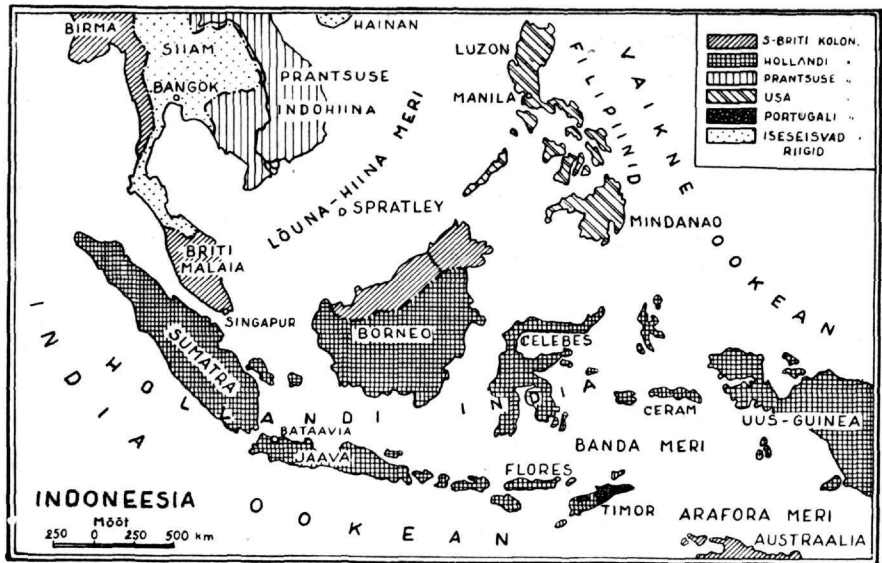 BIRMA
HAINAN
SIIAM
BANGOK
PRANTSUSE
INDOHIINA
LÕUNA-HIINA MERI
SPRATLEY
LUZON
MANILA
FILIPIINID
VAIKNE OOKEAN
MINDANAO
S-BRITI KOLON.
HOLLANDI "
PRANTSUSE "
USA "
PORTUGALI "
ISESEISVAD "
RIIGID
BRITI
MALAIA
SINGAPUR
SUMATRA
BORNEO
CELEBES
HOLLANDI INDIA
CERAM
UUS-GUINEA
BANDA MERI
BATAAVIA
JAAVA
FLORES
TIMOR
ARAFORA MERI
AUSTRAALIA
INDIA OOKEAN
INDONEESIA
Mõõt
250 0 250 500 km